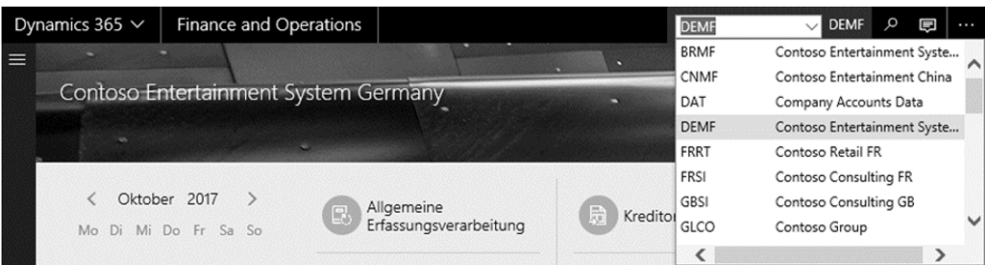 Dynamics 365 Finance and Operations DEMF DEMF ...
BRMF Contoso Entertainment Syste...
CNMF Contoso Entertainment China
Contoso Entertainment System Germany
DAT Company Accounts Data
DEMF Contoso Entertainment Syste...
FRRT Contoso Retail FR
FRSI Contoso Consulting FR
GBSI Contoso Consulting GB
GLCO Contoso Group
Oktober 2017
Mo Di Mi Do Fr Sa So
Allgemeine
Erfassungsverarbeitung